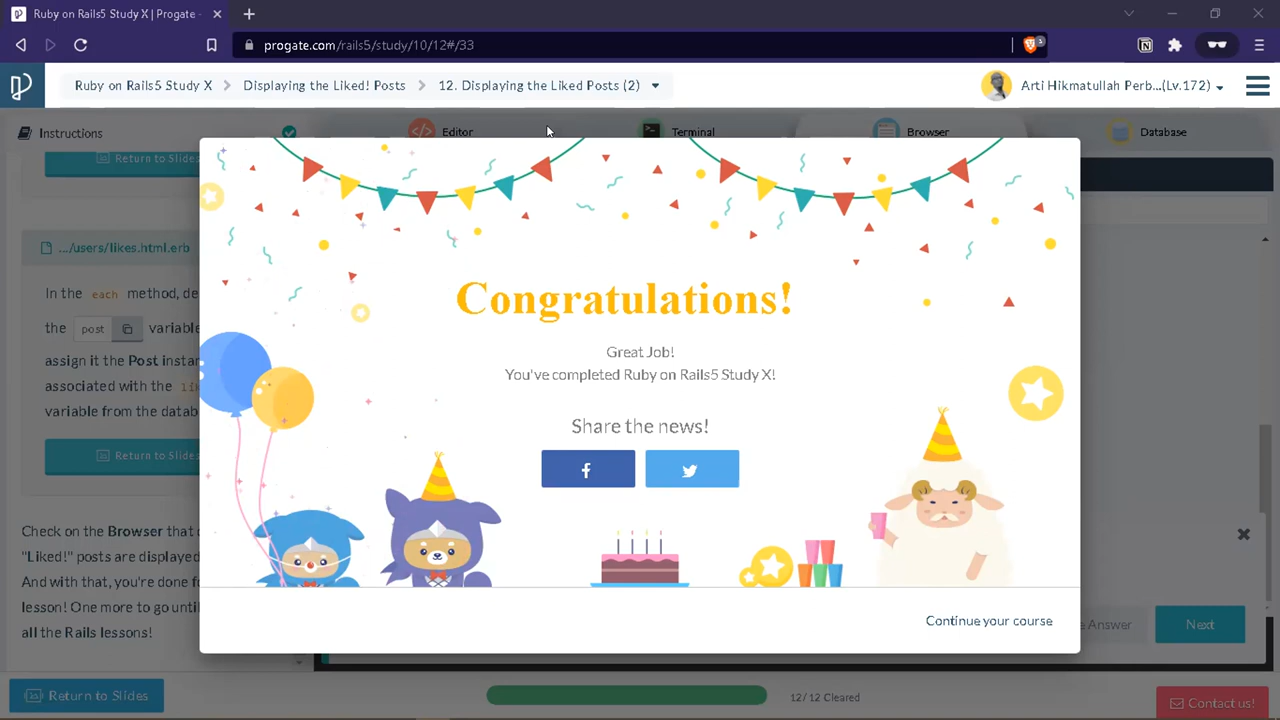 Ruby on Rails5 Study X | Progate -
progate.com/rails5/study/10/12#/33
3
Ruby on Rails5 Study X
Displaying the Liked! Posts
12. Displaying the Liked Posts (2)
Arti Hikmatullah Perb...(Lv.172)
Instructions
Editor
Terminal
Browser
Database
Return to Slides
.../users/likes.html.erb
In the each method, de
the post variab
assign it the Post instan
associated with the li
variable from the datab
Return to Slides
Check on the Browser that
"Liked!" posts are displayed
And with that, you're done f
lesson! One more to go unti
all the Rails lessons!
Congratulations!
Great Job!
You've completed Ruby on Rails5 Study X!
Share the news!
Continue your course
Answer
Next
Return to Slides
12/12 Cleared
Contact us!